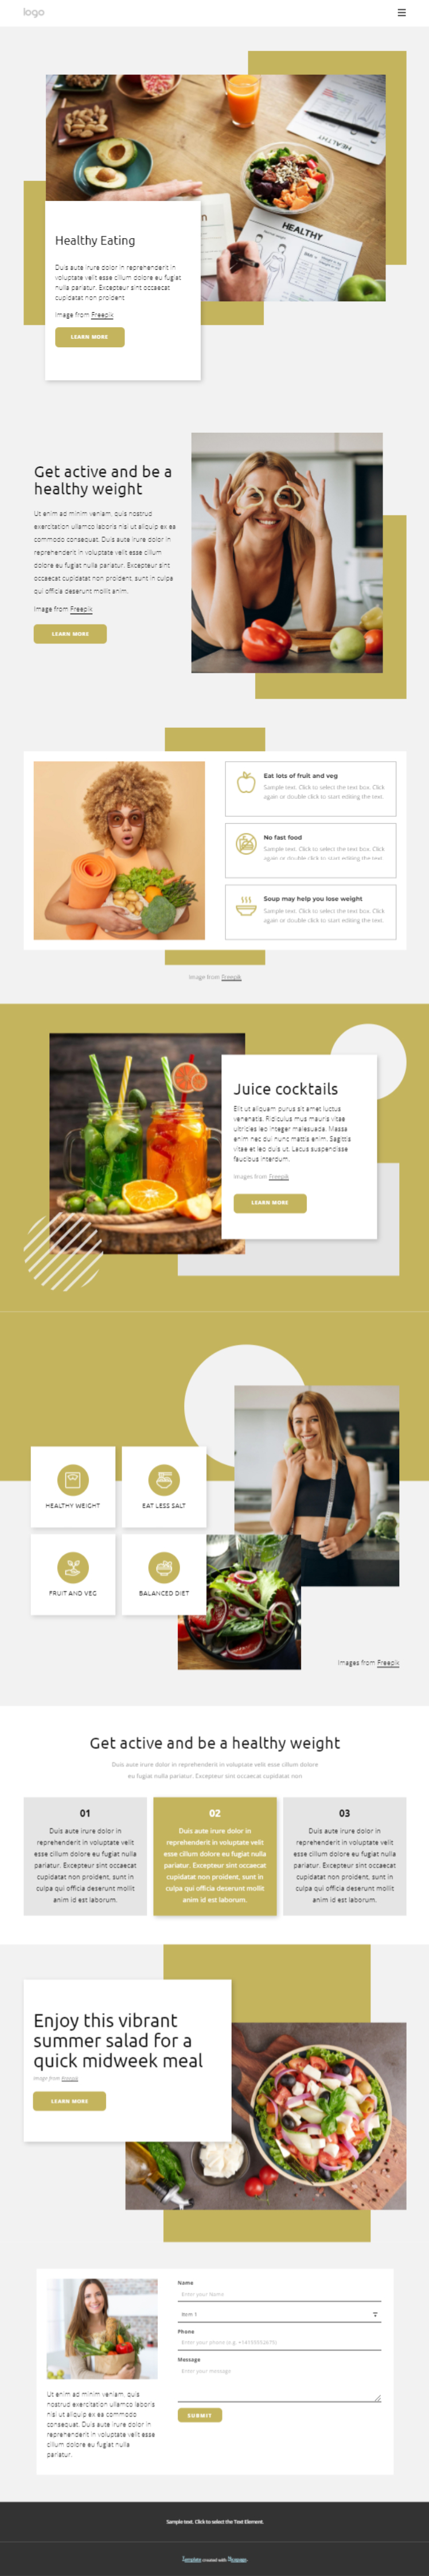 logo
HEALTHY
HEALTHY
Healthy Eating
Duis aute irure dolor in reprehenderit in
voluptate velit esse cillum dolore eu fugiat
nulla pariatur. Excepteur sint occaecat
cupidatat non proident
Image from Freepik
LEARN MORE
Get active and be a
healthy weight
Ut enim ad minim veniam, quis nostrud
exercitation ullamco laboris nisi ut aliquip ex ea
commodo consequat. Duis aute irure dolor in
reprehenderit in voluptate velit esse cillum
dolore eu fugiat nulla pariatur. Excepteur sint
occaecat cupidatat non proident, sunt in culpa
qui officia deserunt mollit anim.
Image from Freepik
LEARN MORE
Eat lots of fruit and veg
Sample text. Click to select the text box. Click
again or double click to start editing the text.
No fast food
Sample text. Click to select the text box. Click
again or double click to start editing the text.
Soup may help you lose weight
Sample text. Click to select the text box. Click
again or double click to start editing the text.
Image from Freepik
Juice cocktails
Elit ut aliquam purus sit amet luctus
venenatis. Ridiculus mus mauris vitae
ultricies leo integer malesuada. Massa
enim nec dui nunc mattis enim. Sagittis
vitae et leo duis ut. Lacus suspendisse
faucibus interdum.
Images from Freepik
LEARN MORE
HEALTHY WEIGHT
EAT LESS SALT
FRUIT AND VEG
BALANCED DIET
Images from Freepik
Get active and be a healthy weight
Duis aute irure dolor in reprehenderit in voluptate velit esse cillum dolore
eu fugiat nulla pariatur. Excepteur sint occaecat cupidatat non
01
Duis aute irure dolor in
reprehenderit in voluptate velit
esse cillum dolore eu fugiat nulla
pariatur. Excepteur sint occaecat
cupidatat non proident, sunt in
culpa qui officia deserunt mollit
anim id est laborum.
02
Duis aute irure dolor in
reprehenderit in voluptate velit
esse cillum dolore eu fugiat nulla
pariatur. Excepteur sint occaecat
cupidatat non proident, sunt in
culpa qui officia deserunt mollit
anim id est laborum.
03
Duis aute irure dolor in
reprehenderit in voluptate velit
esse cillum dolore eu fugiat nulla
pariatur. Excepteur sint occaecat
cupidatat non proident, sunt in
culpa qui officia deserunt mollit
anim id est laborum.
Enjoy this vibrant
summer salad for a
quick midweek meal
Image from Freepik
LEARN MORE
Ut enim ad minim veniam, quis
nostrud exercitation ullamco laboris
nisi ut aliquip ex ea commodo
consequat. Duis aute irure dolor in
reprehenderit in voluptate velit esse
cillum dolore eu fugiat nulla
pariatur.
Name
Enter your Name
Item 1
Phone
Enter your phone (e.g. +14155552675)
Message
Enter your message
SUBMIT
Sample text. Click to select the Text Element.
Template created with Nicepage.